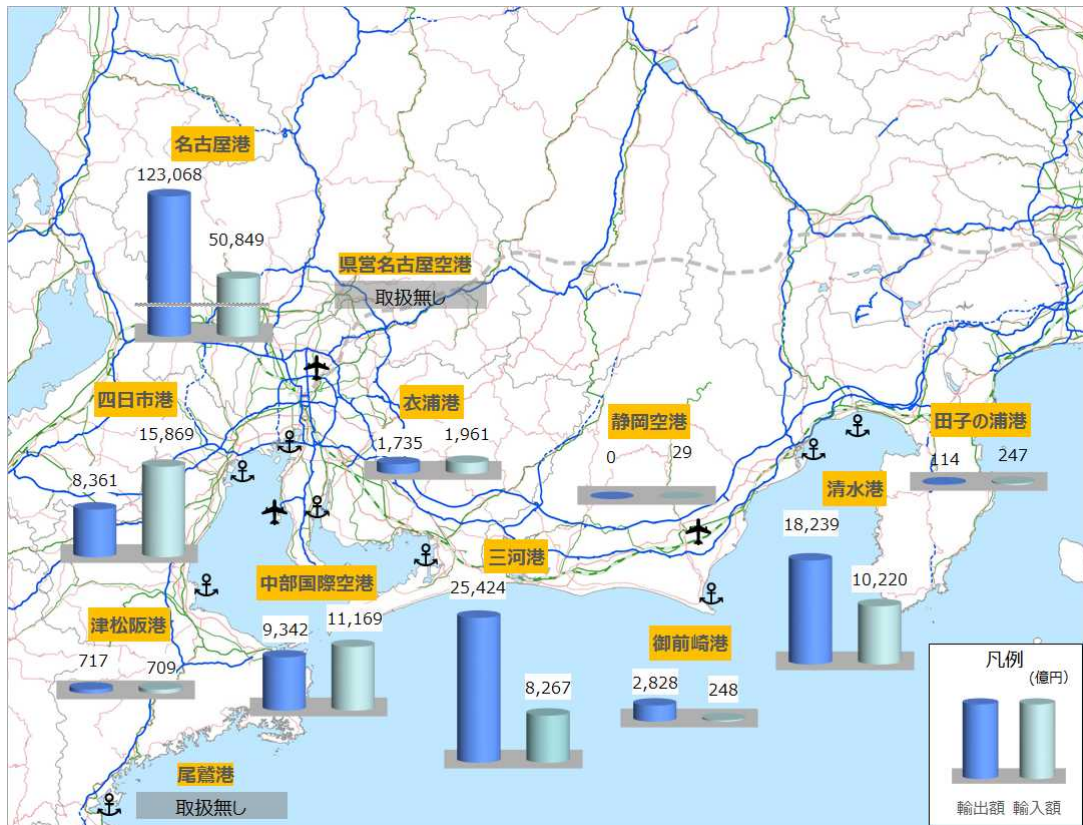 名古屋港
123,068
50,849
県営名古屋空港
取扱無し
四日市港
15,869
8,361
衣浦港
1,735
1,961
静岡空港
0
29
田子の浦港
114
247
清水港
18,239
10,220
三河港
25,424
8,267
中部国際空港
9,342
11,169
津松阪港
717
709
御前崎港
2,828
248
尾鷲港
取扱無し
凡例
(億円)
輸出額 輸入額